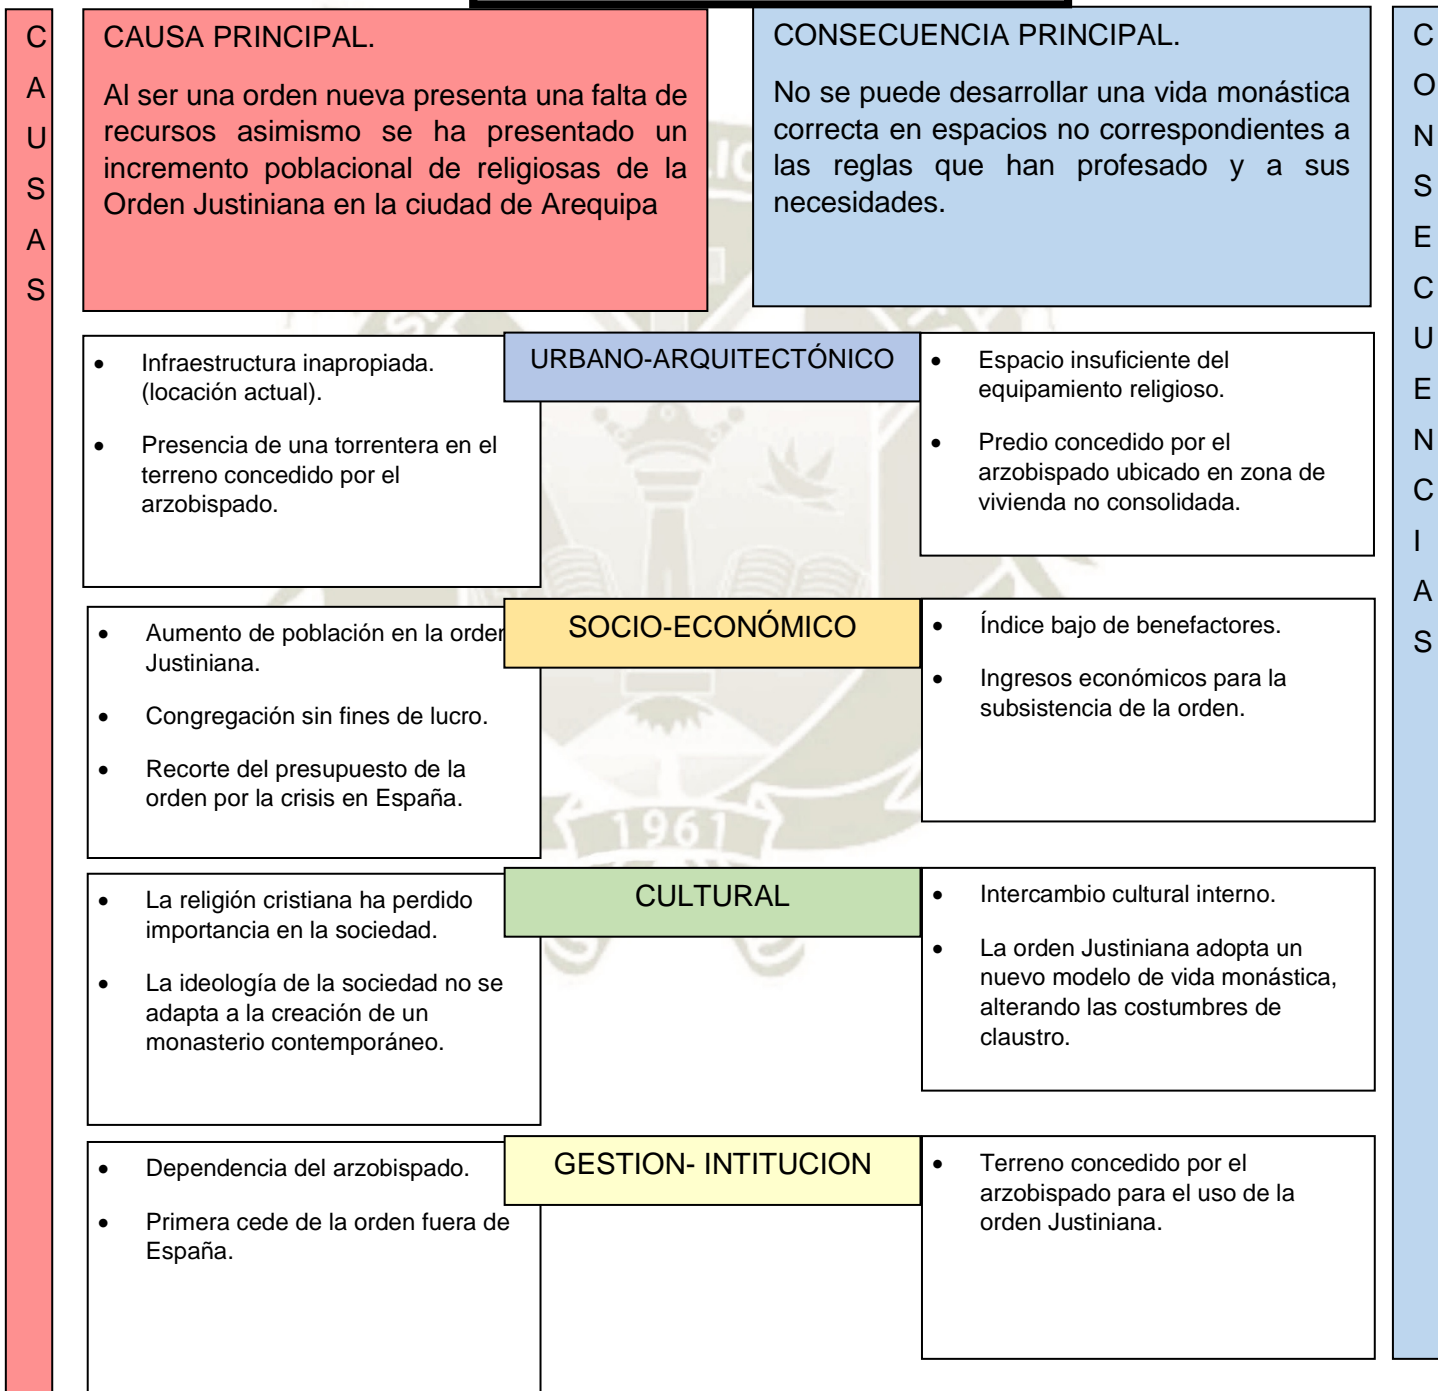 C
A
U
S
A
S
CAUSA PRINCIPAL.
Al ser una orden nueva presenta una falta de
recursos asimismo se ha presentado un
incremento poblacional de religiosas de la
Orden Justiniana en la ciudad de Arequipa
CONSECUENCIA PRINCIPAL.
No se puede desarrollar una vida monástica
correcta en espacios no correspondientes a
las reglas que han profesado y a sus
necesidades.
C
O
N
S
E
C
U
E
N
C
I
A
S
• Infraestructura inapropiada.
(locación actual).
• Presencia de una torrentera en el
terreno concedido por el
arzobispado.
URBANO-ARQUITECTÓNICO
• Espacio insuficiente del
equipamiento religioso.
• Predio concedido por el
arzobispado ubicado en zona de
vivienda no consolidada.
• Aumento de población en la orden
Justiniana.
• Congregación sin fines de lucro.
• Recorte del presupuesto de la
orden por la crisis en España.
SOCIO-ECONÓMICO
• Índice bajo de benefactores.
• Ingresos económicos para la
subsistencia de la orden.
1961
• La religión cristiana ha perdido
importancia en la sociedad.
• La ideología de la sociedad no se
adapta a la creación de un
monasterio contemporáneo.
CULTURAL
• Intercambio cultural interno.
• La orden Justiniana adopta un
nuevo modelo de vida monástica,
alterando las costumbres de
claustro.
• Dependencia del arzobispado.
• Primera cede de la orden fuera de
España.
GESTION- INTITUCION
• Terreno concedido por el
arzobispado para el uso de la
orden Justiniana.